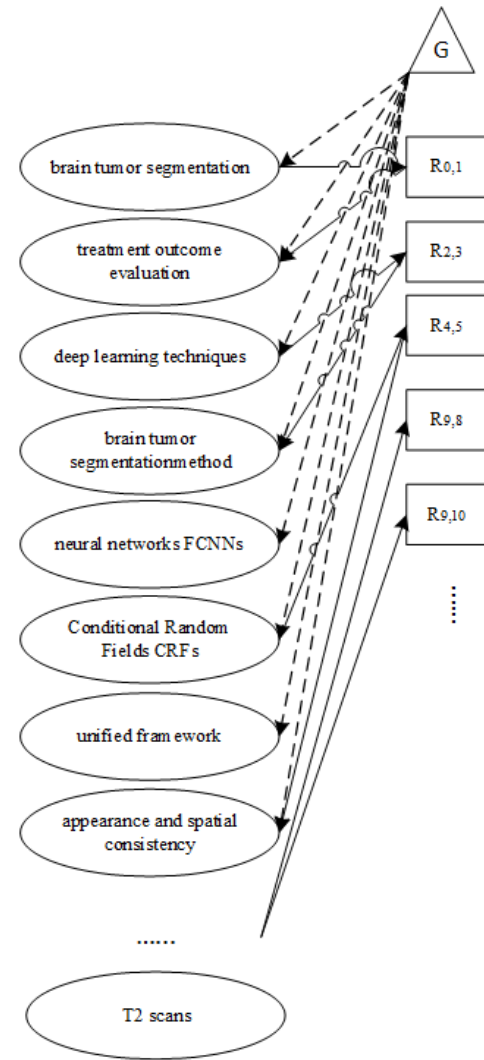 G
brain tumor segmentation
R0,1
treatment outcome
evaluation
R2,3
deep learning techniques
R4,5
brain tumor
segmentationmethod
R9,8
neural networks FCNNs
R9,10
......
Conditional Random
Fields CRFs
unified framework
appearance and spatial
consistency
......
T2 scans